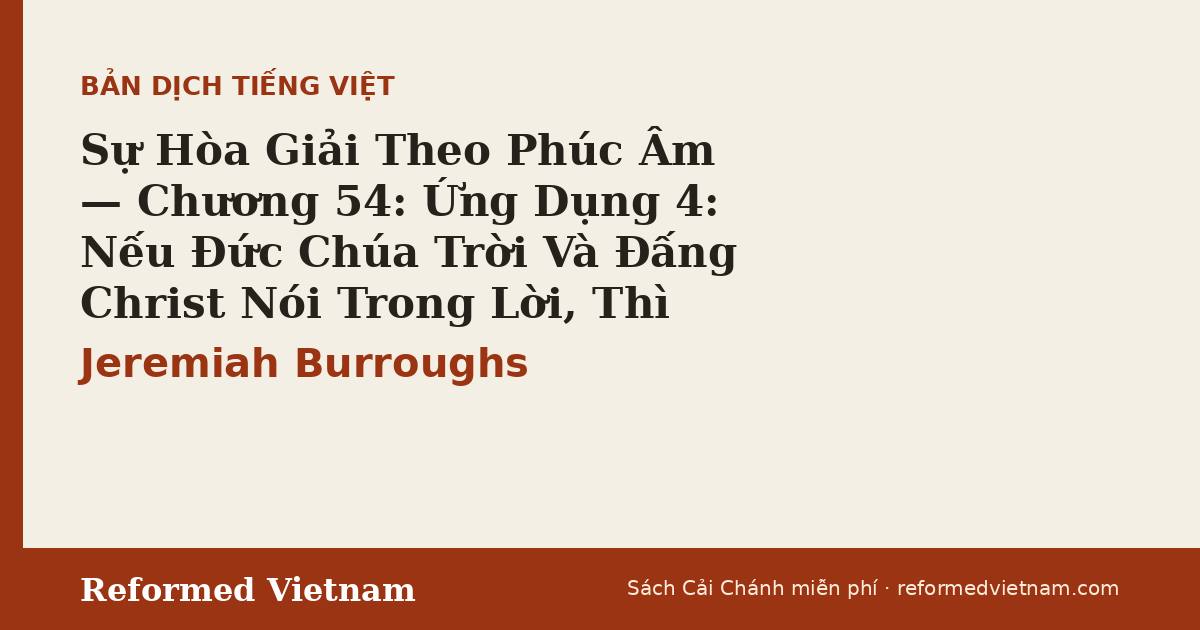 BẢN DỊCH TIẾNG VIỆT
Sự Hòa Giải Theo Phúc Âm
— Chương 54: Ứng Dụng 4:
Nếu Đức Chúa Trời Và Đấng
Christ Nói Trong Lời, Thì
Jeremiah Burroughs
Reformed Vietnam
Sách Cải Chánh miễn phí · reformedvietnam.com